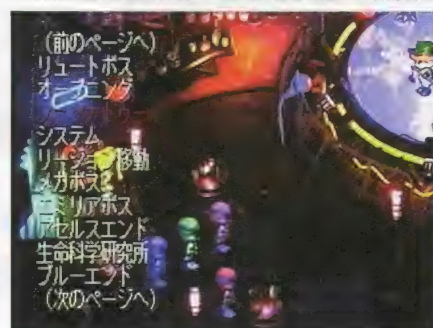 (前のページへ)
リュートボス
オープニング
システム
リージョン移動
メカボス
エミリアボス
アセルスエンド
生命科学研究所
ブルーエンド
(次のページへ)